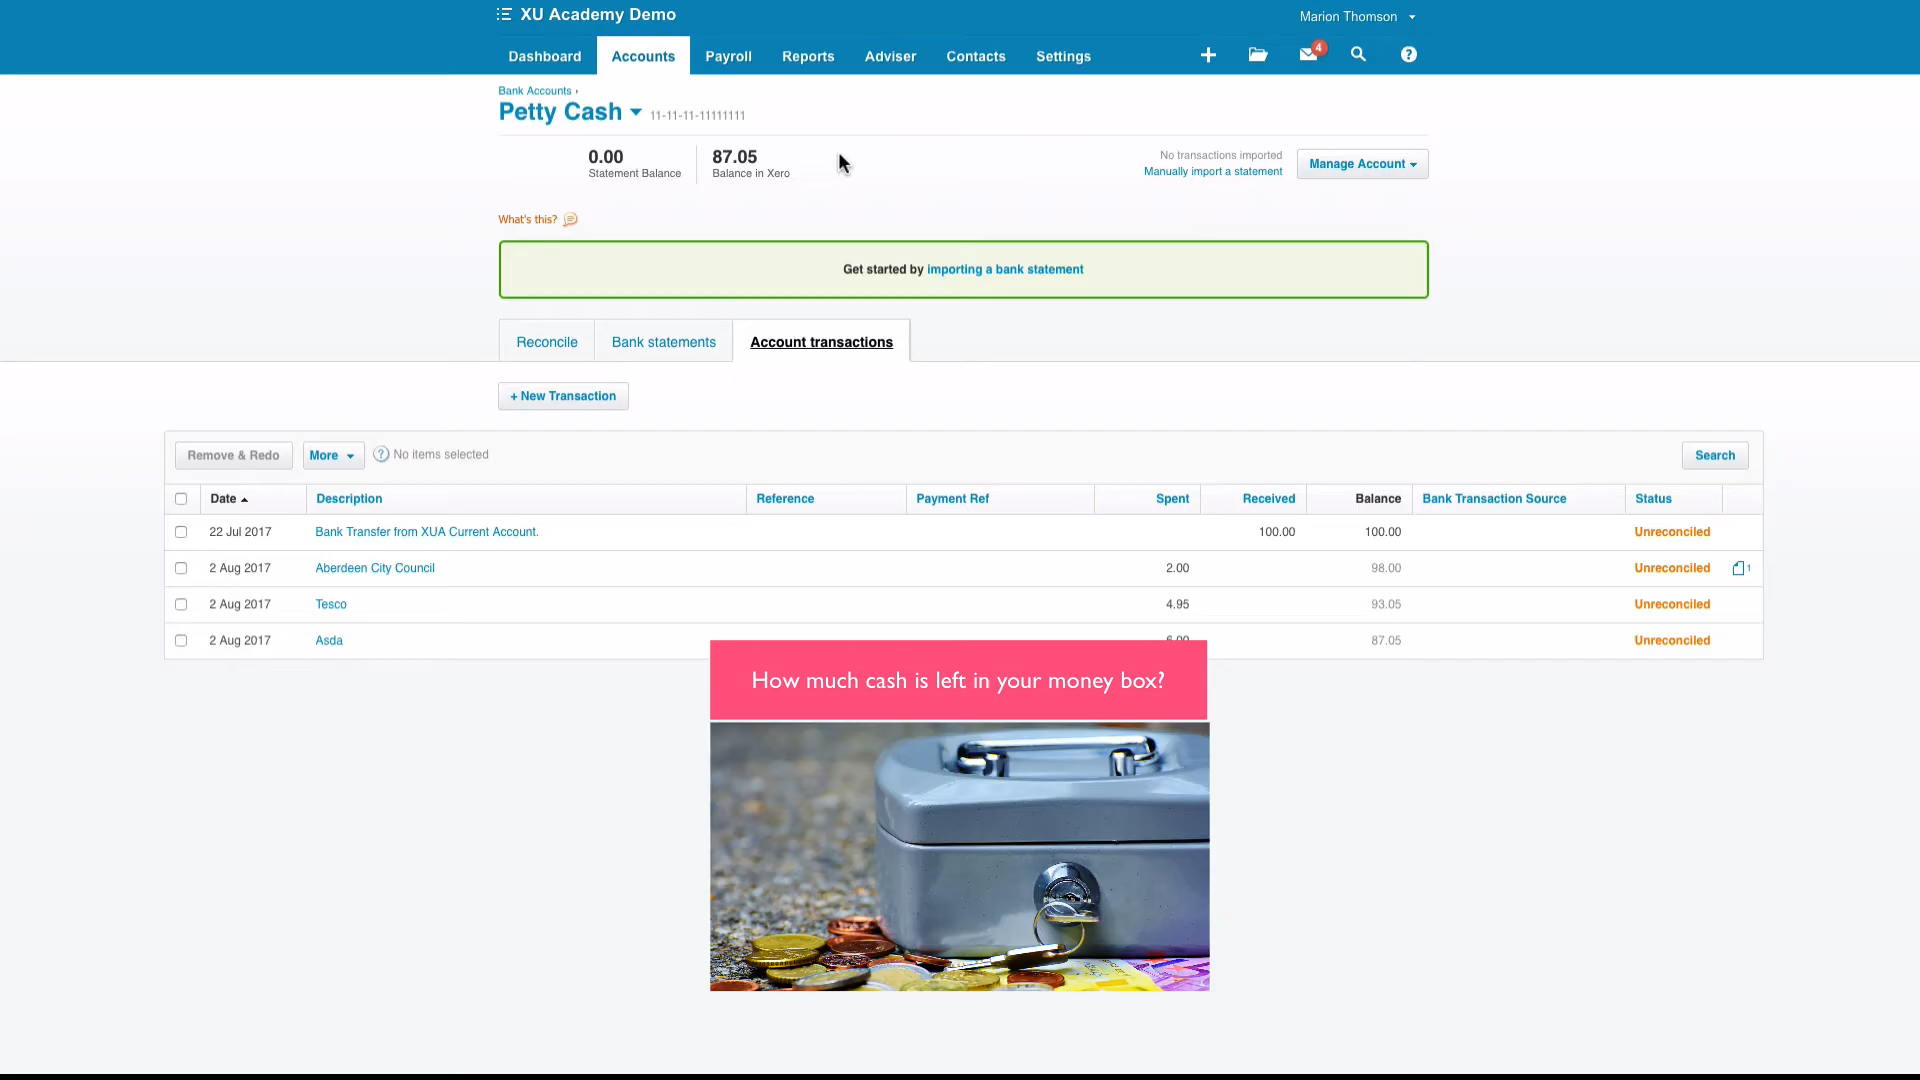 XU Academy Demo
Marion Thomson
Dashboard Accounts Payroll Reports Adviser Contacts Settings 4 ?
Bank Accounts ›
Petty Cash 11-11-11-11111111
0.00 87.05
Statement Balance Balance in Xero
No transactions imported
Manually import a statement
Manage Account
What's this?
Get started by importing a bank statement
Reconcile Bank statements Account transactions
+ New Transaction
Remove & Redo More ? No items selected Search
Date Description Reference Payment Ref Spent Received Balance Bank Transaction Source Status
22 Jul 2017 Bank Transfer from XUA Current Account. 100.00 100.00 Unreconciled
2 Aug 2017 Aberdeen City Council 2.00 98.00 Unreconciled 1
2 Aug 2017 Tesco 4.95 93.05 Unreconciled
2 Aug 2017 Asda 6.00 87.05 Unreconciled
How much cash is left in your money box?